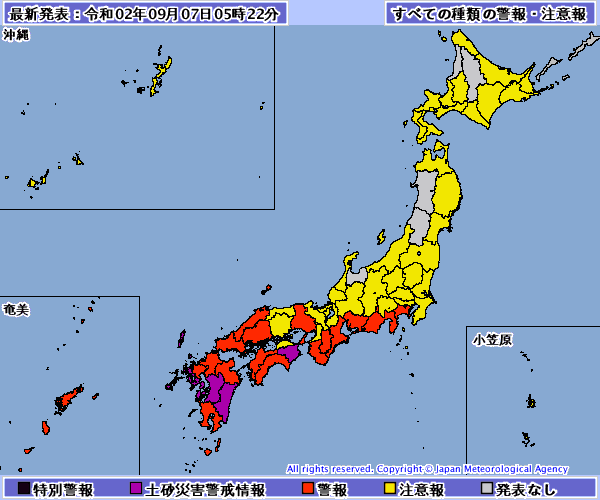 最新発表：令和02年09月07日05時22分
すべての種類の警報・注意報
沖縄
奄美
小笠原
All rights reserved. Copyright © Japan Meteorological Agency
特別警報 土砂災害警戒情報 警報 注意報 発表なし